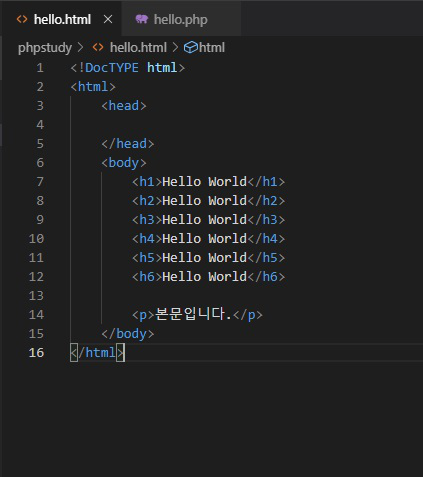 hello.html × hello.php
phpstudy > hello.html > html
1 <!DocTYPE html>
2 <html>
3 <head>
4
5 </head>
6 <body>
7 <h1>Hello World</h1>
8 <h2>Hello World</h2>
9 <h3>Hello World</h3>
10 <h4>Hello World</h4>
11 <h5>Hello World</h5>
12 <h6>Hello World</h6>
13
14 <p>본문입니다.</p>
15 </body>
16 </html>